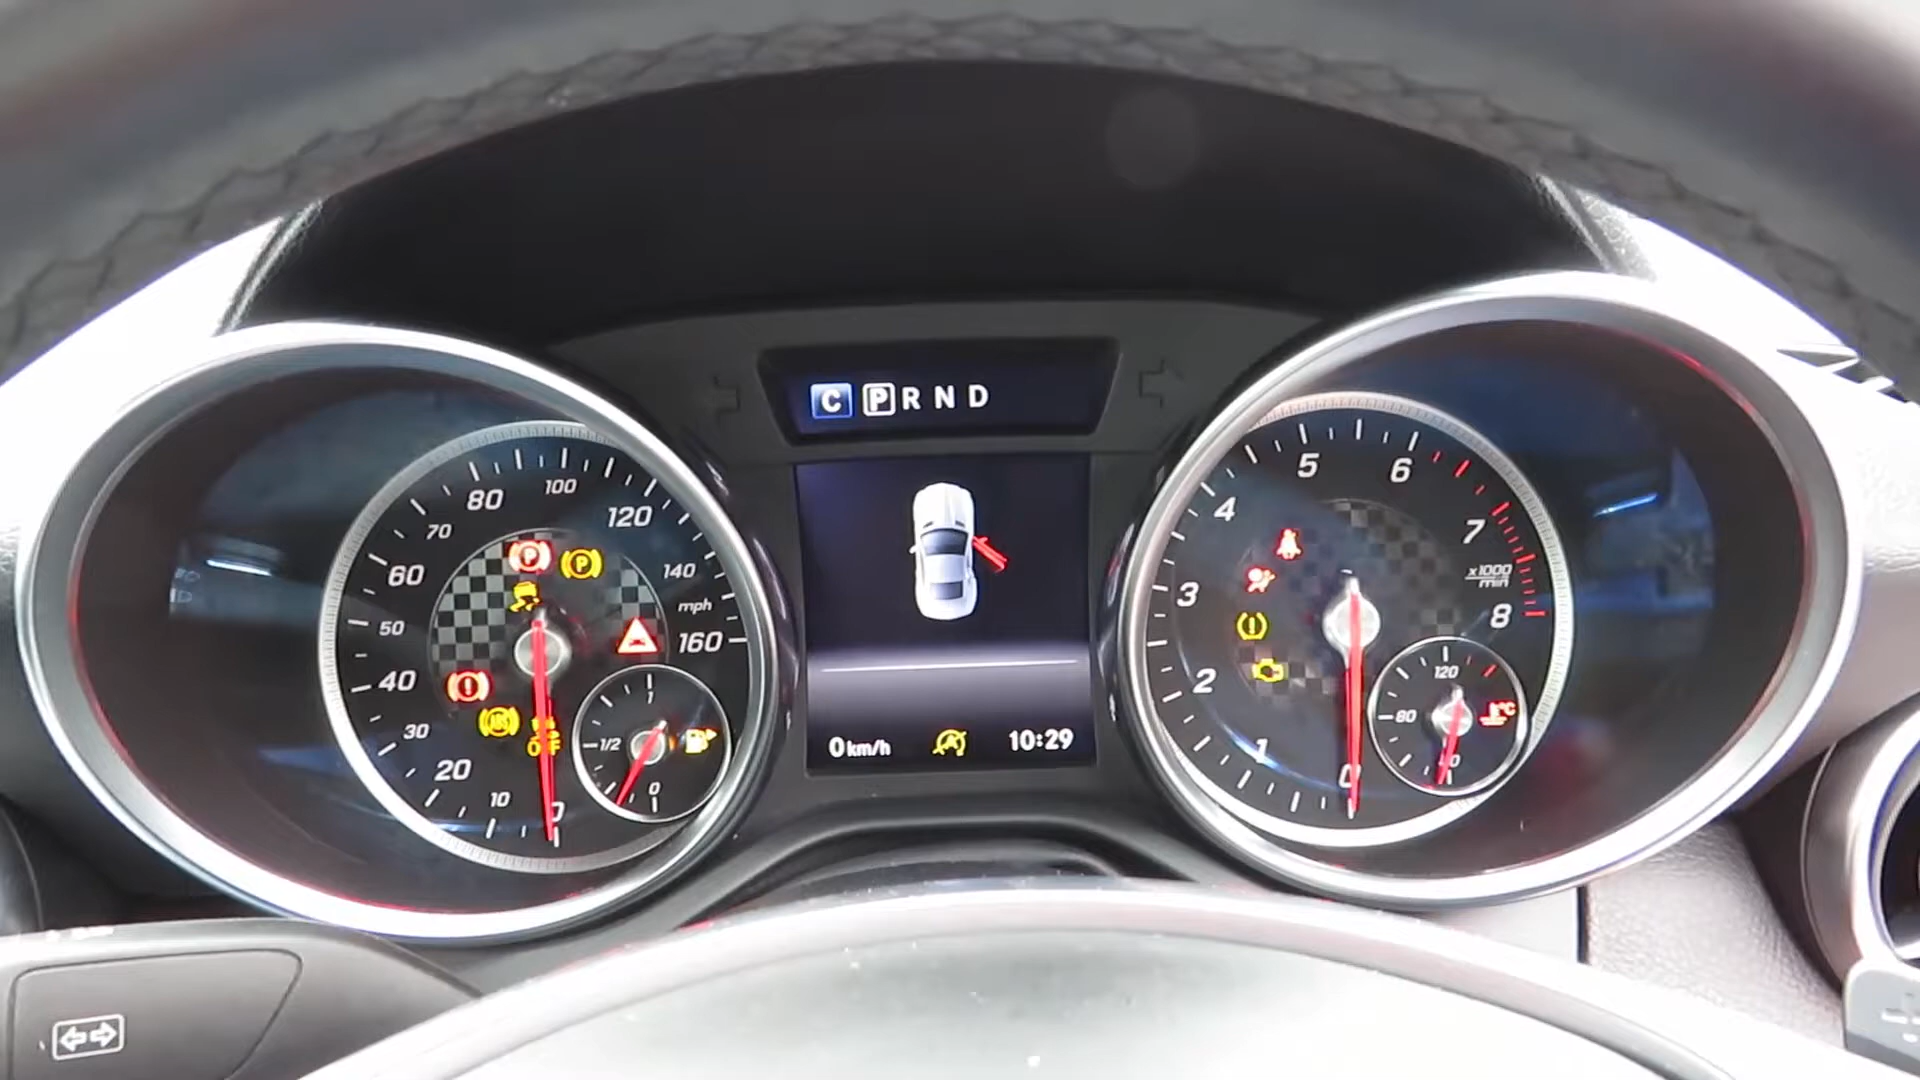 C P R N D
0 10 20 30 40 50 60 70 80 100 120 140 160
mph
P
P
!
ABS
OFF
1
1/2
0
0 km/h
A
10:29
0 1 2 3 4 5 6 7 8
x1000
min
!
120
80
40
°C